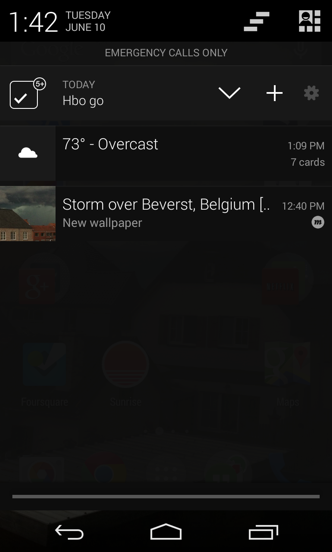 1:42 TUESDAY
JUNE 10
EMERGENCY CALLS ONLY
5+
TODAY
Hbo go
73° - Overcast
1:09 PM
7 cards
Storm over Beverst, Belgium [..
12:40 PM
New wallpaper
m